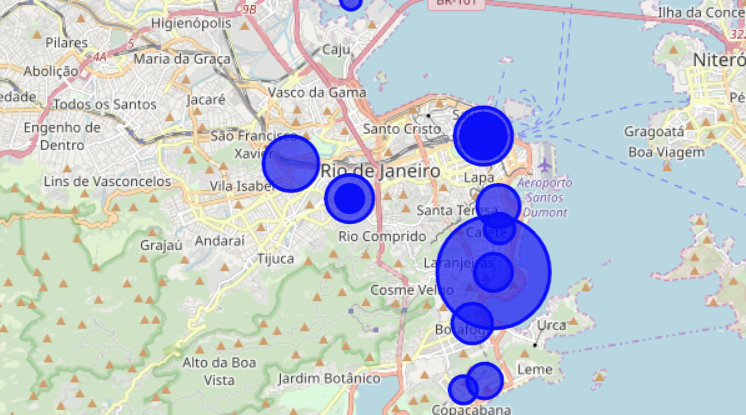 BR-101
Ilha da Conce
9B
Higienópolis
Pilares
5
Caju
4A
Maria da Graça
Niteró
Abolição
Vasco da Gama
Jacaré
edade
Todos os Santos
Pé
Engenho de
Dentro
São Francisco
Xavier
Santo Cristo
Gragoatá
Boa Viagem
Rio de Janeiro
Lins de Vasconcelos
Vila Isabel
Lapa
Aeroporto
Santos
Dumont
Santa Teresa
Catete
Rio Comprido
Grajaú
Andaraí
Tijuca
Laranjeiras
Cosme Velho
Botafogo
Urca
Alto da Boa
Vista
Jardim Botânico
Leme
Copacabana